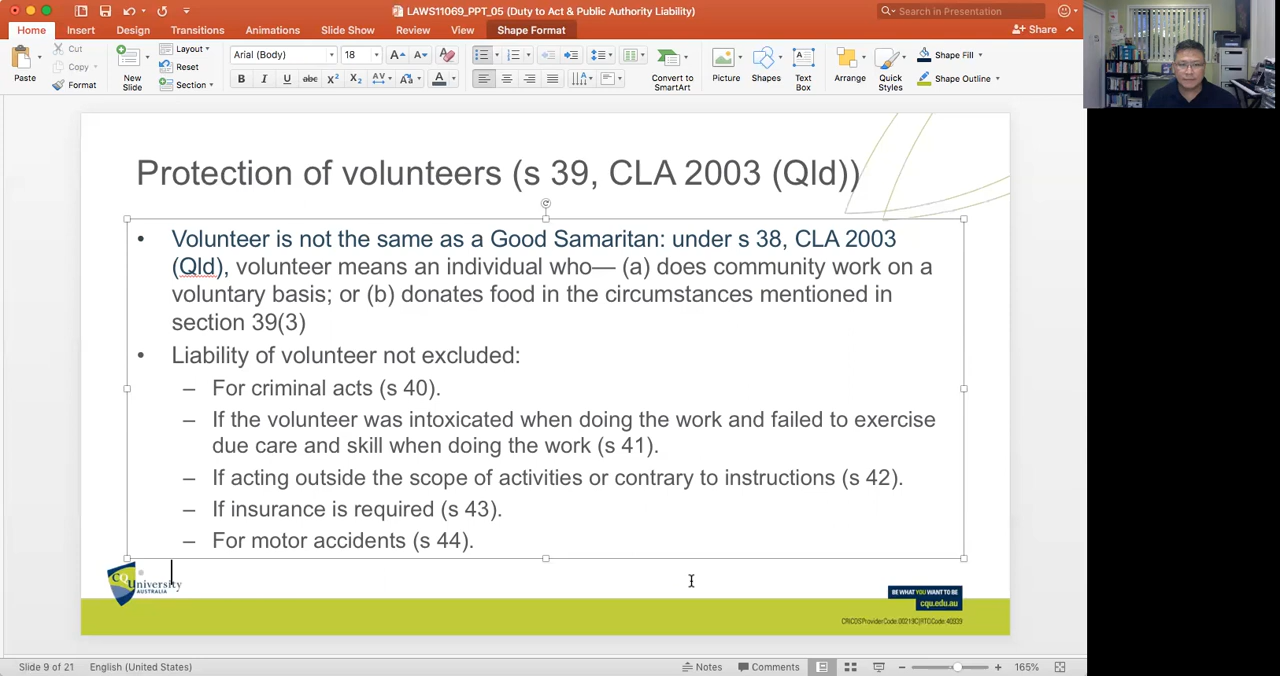 LAWS11069_PPT_05 (Duty to Act & Public Authority Liability)
Search in Presentation
Home Insert Draw Design Transitions Animations Slide Show Review View Shape Format
Share
Paste
Cut
Copy
Format
New
Slide
Layout
Reset
Section
Arial (Body)
18
Convert to
SmartArt
Picture
Shapes
Text
Box
Arrange
Quick
Styles
Shape Fill
Shape Outline
Protection of volunteers (s 39, CLA 2003 (Qld))
• Volunteer is not the same as a Good Samaritan: under s 38, CLA 2003
(Qld), volunteer means an individual who— (a) does community work on a
voluntary basis; or (b) donates food in the circumstances mentioned in
section 39(3)
• Liability of volunteer not excluded:
– For criminal acts (s 40).
– If the volunteer was intoxicated when doing the work and failed to exercise
due care and skill when doing the work (s 41).
– If acting outside the scope of activities or contrary to instructions (s 42).
– If insurance is required (s 43).
– For motor accidents (s 44).
CQUniversity
AUSTRALIA
BE WHAT YOU WANT TO BE
cqu.edu.au
Slide 9 of 21 English (United States) Notes Comments 165%